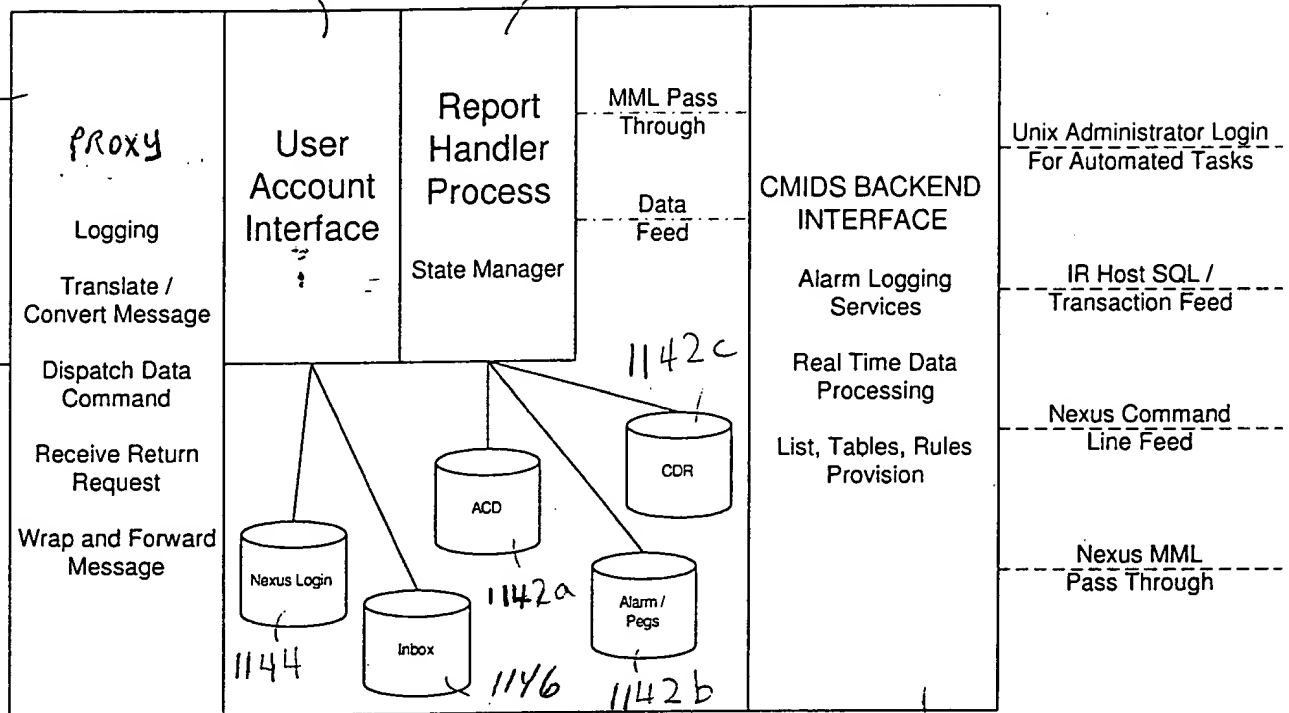 PROXY
Logging
Translate /
Convert Message
Dispatch Data
Command
Receive Return
Request
Wrap and Forward
Message
User
Account
Interface
Report
Handler
Process
State Manager
MML Pass
Through
Data
Feed
CMIDS BACKEND
INTERFACE
Alarm Logging
Services
Real Time Data
Processing
List, Tables, Rules
Provision
Unix Administrator Login
For Automated Tasks
IR Host SQL /
Transaction Feed
Nexus Command
Line Feed
Nexus MML
Pass Through
Nexus Login
1144
Inbox
1146
ACD
1142a
Alarm /
Pegs
1142b
CDR
1142c